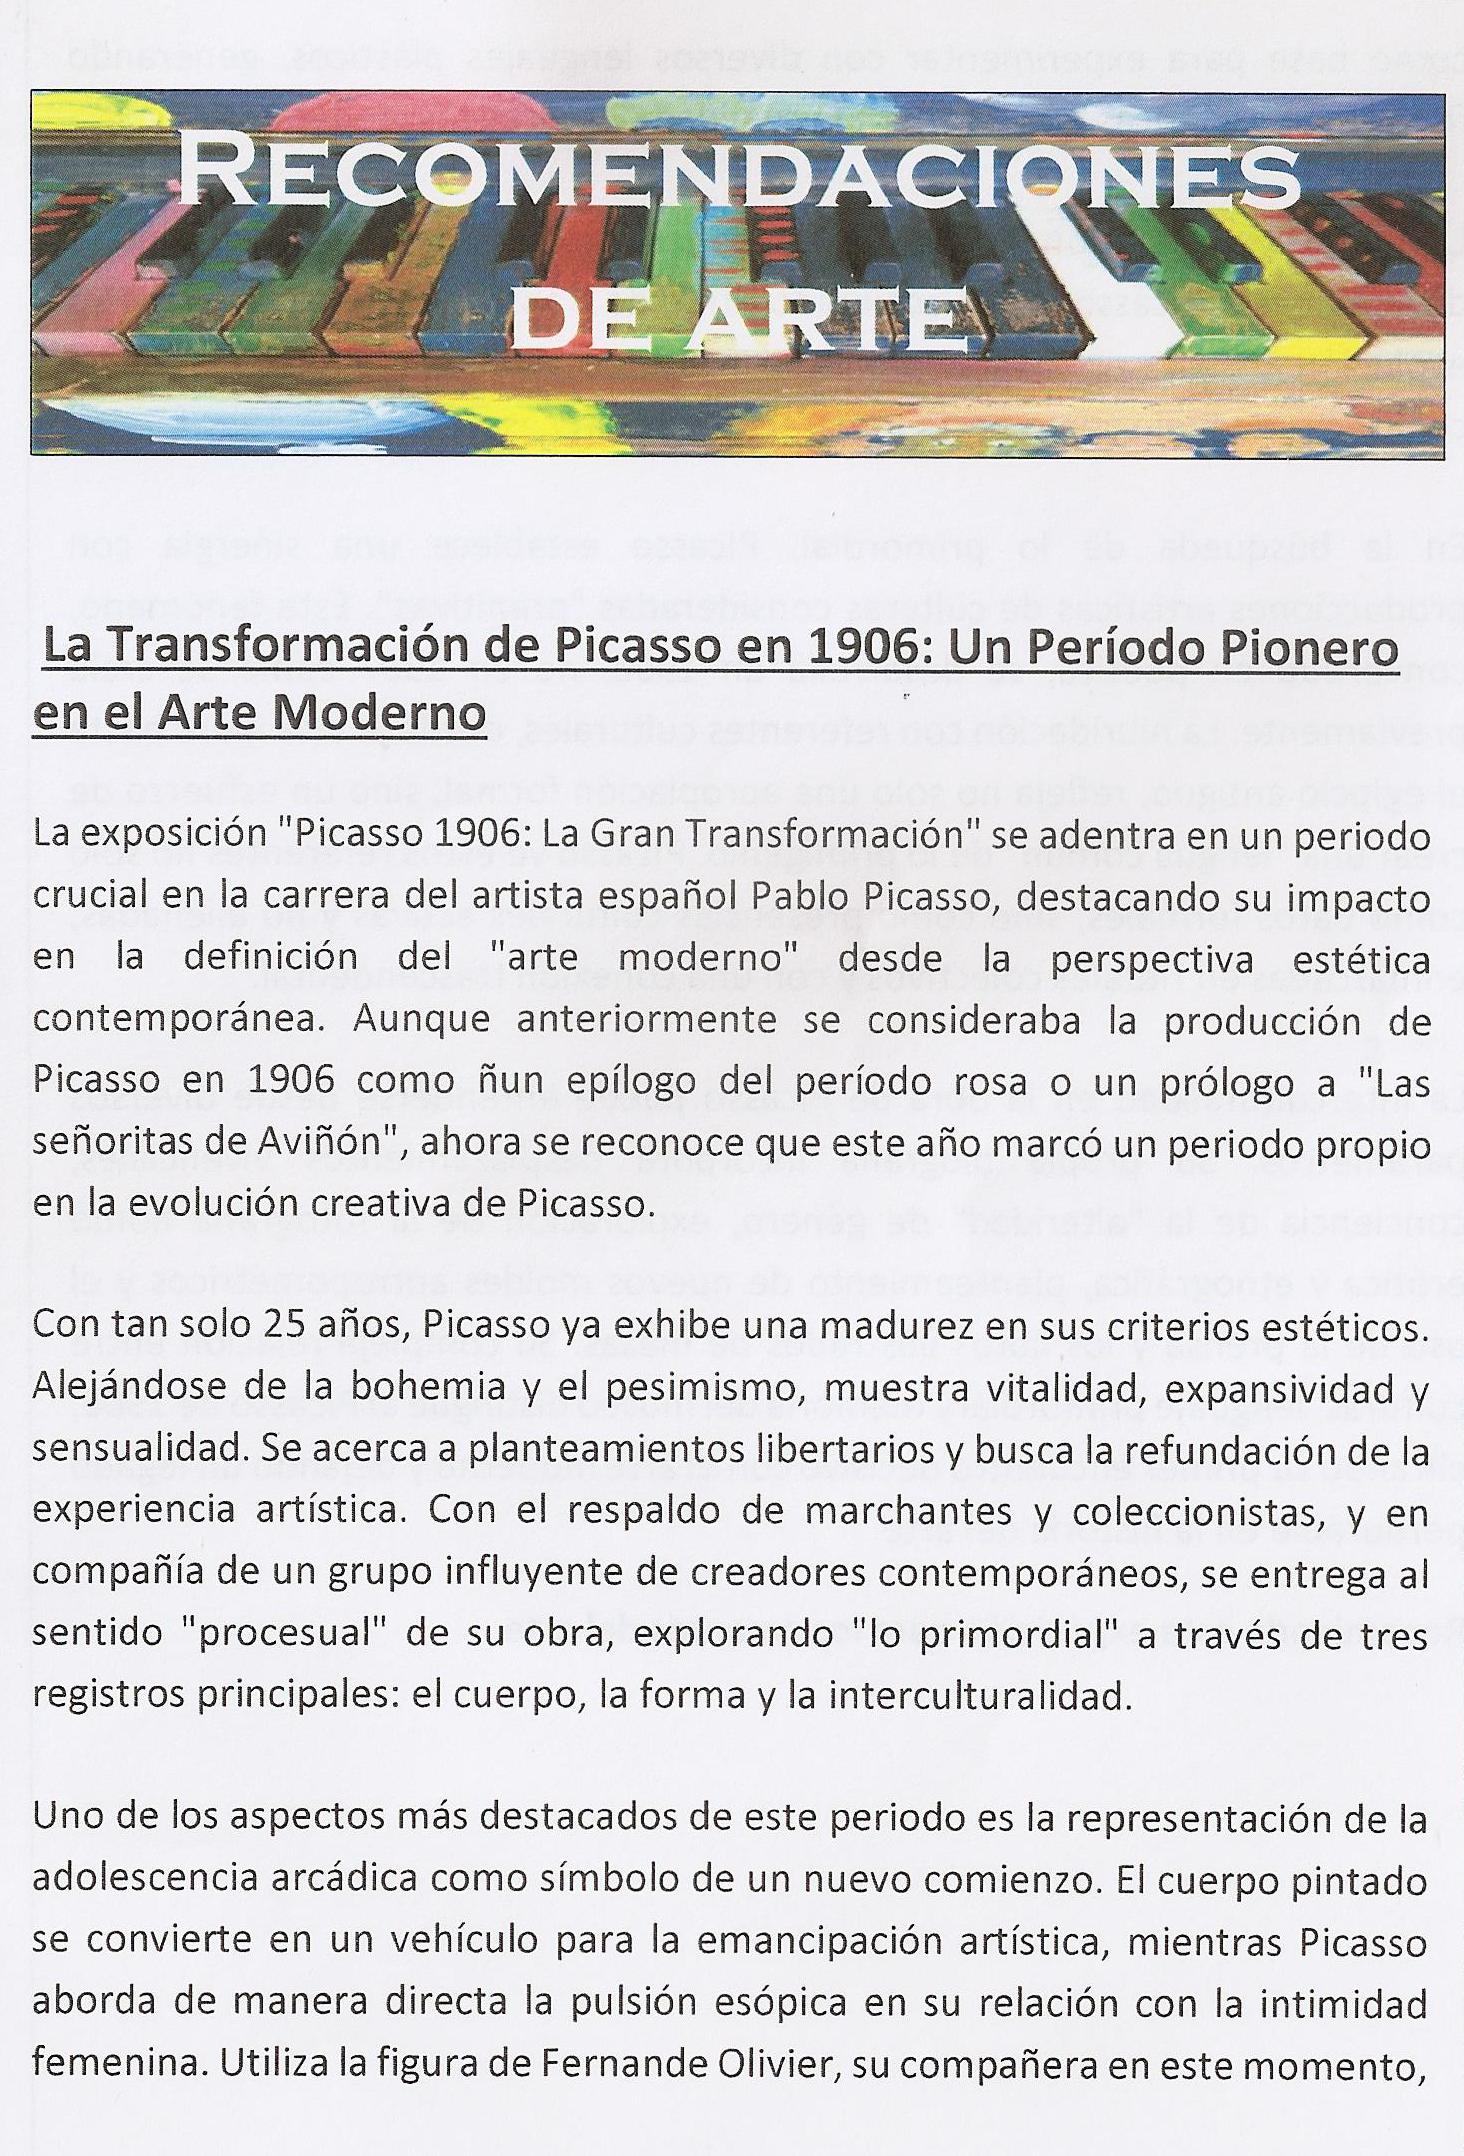 RECOMENDACIONES
DE ARTE
La Transformación de Picasso en 1906: Un Período Pionero
en el Arte Moderno
La exposición "Picasso 1906: La Gran Transformación" se adentra en un periodo
crucial en la carrera del artista español Pablo Picasso, destacando su impacto
en la definición del "arte moderno" desde la perspectiva estética
contemporánea. Aunque anteriormente se consideraba la producción de
Picasso en 1906 como ñun epílogo del período rosa o un prólogo a "Las
señoritas de Aviñón", ahora se reconoce que este año marcó un periodo propio
en la evolución creativa de Picasso.
Con tan solo 25 años, Picasso ya exhibe una madurez en sus criterios estéticos.
Alejándose de la bohemia y el pesimismo, muestra vitalidad, expansividad y
sensualidad. Se acerca a planteamientos libertarios y busca la refundación de la
experiencia artística. Con el respaldo de marchantes y coleccionistas, y en
compañía de un grupo influyente de creadores contemporáneos, se entrega al
sentido "procesual" de su obra, explorando "lo primordial" a través de tres
registros principales: el cuerpo, la forma y la interculturalidad.
Uno de los aspectos más destacados de este periodo es la representación de la
adolescencia arcádica como símbolo de un nuevo comienzo. El cuerpo pintado
se convierte en un vehículo para la emancipación artística, mientras Picasso
aborda de manera directa la pulsión esópica en su relación con la intimidad
femenina. Utiliza la figura de Fernande Olivier, su compañera en este momento,